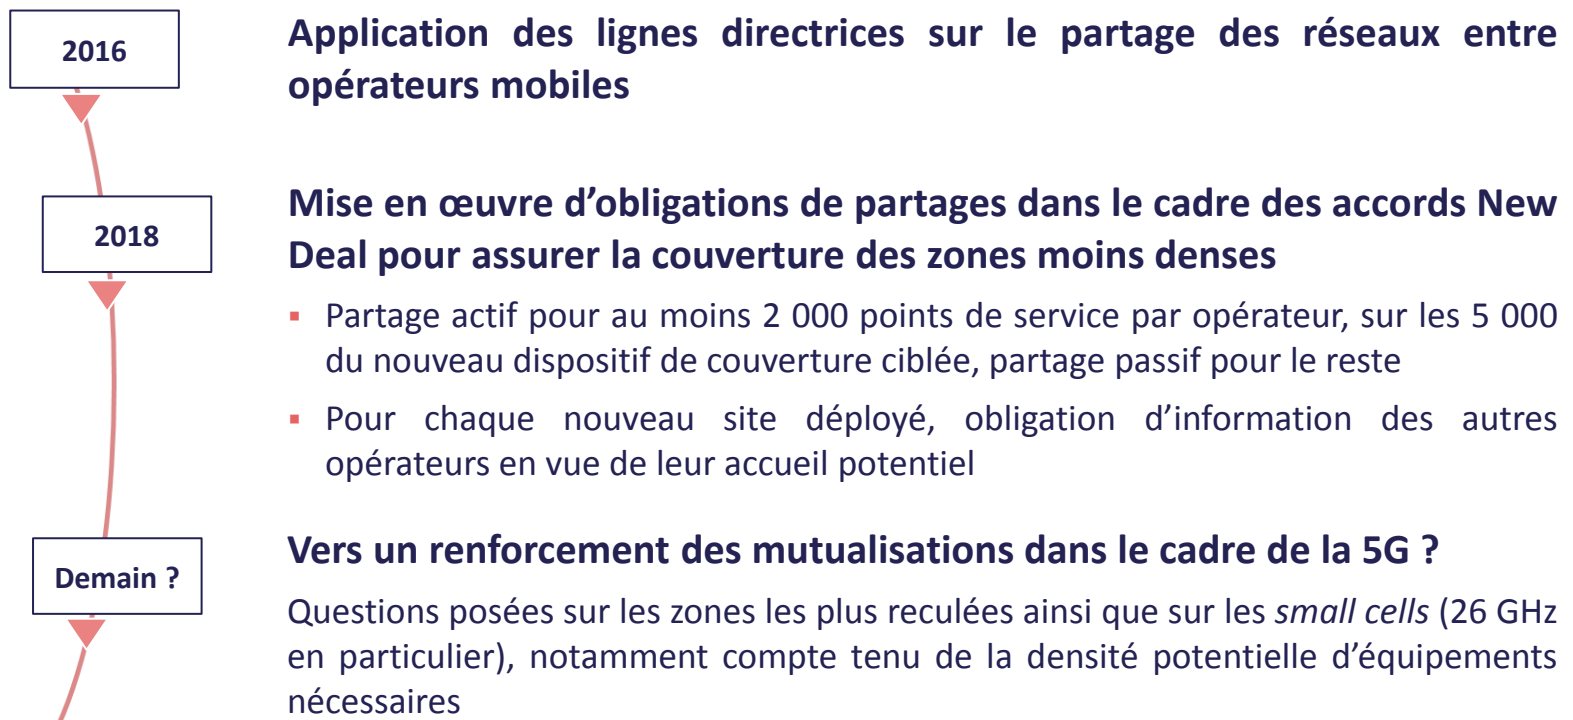 2016
Application des lignes directrices sur le partage des réseaux entre
opérateurs mobiles
2018
Mise en œuvre d’obligations de partages dans le cadre des accords New
Deal pour assurer la couverture des zones moins denses
▪ Partage actif pour au moins 2 000 points de service par opérateur, sur les 5 000
du nouveau dispositif de couverture ciblée, partage passif pour le reste
▪ Pour chaque nouveau site déployé, obligation d’information des autres
opérateurs en vue de leur accueil potentiel
Demain ?
Vers un renforcement des mutualisations dans le cadre de la 5G ?
Questions posées sur les zones les plus reculées ainsi que sur les small cells (26 GHz
en particulier), notamment compte tenu de la densité potentielle d’équipements
nécessaires